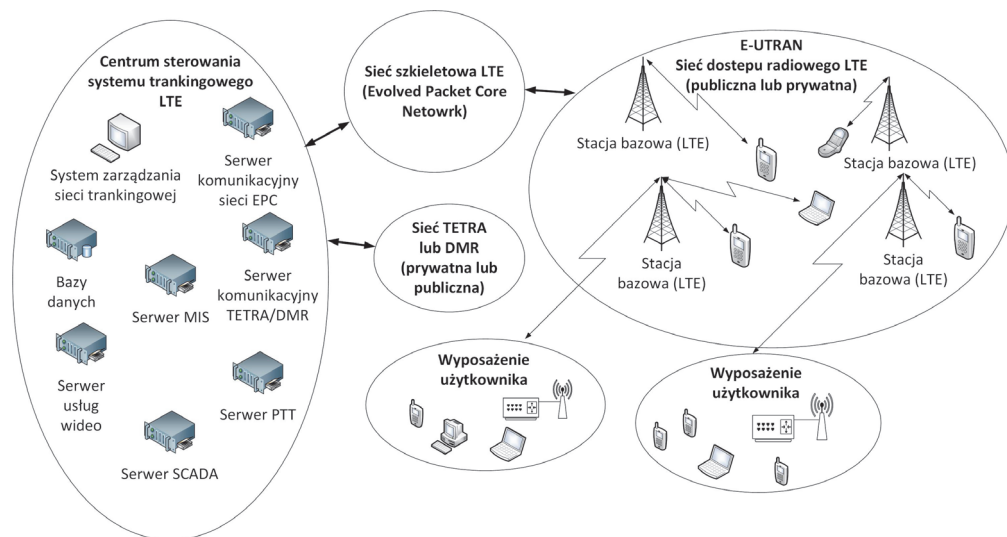 Centrum sterowania
systemu trankingowego
LTE
System zarządzania
sieci trankingowej
Serwer
komunikacyjny
sieci EPC
Bazy
danych
Serwer MIS
Serwer
komunikacyjny
TETRA/DMR
Serwer
usług
wideo
Serwer PTT
Serwer SCADA
Sieć szkieletowa LTE
(Evolved Packet Core
Netowrk)
Sieć TETRA
lub DMR
(prywatna lub
publiczna)
E-UTRAN
Sieć dostępu radiowego LTE
(publiczna lub prywatna)
Stacja bazowa (LTE)
Stacja bazowa (LTE)
Stacja
bazowa (LTE)
Stacja
bazowa (LTE)
Wyposażenie
użytkownika
Wyposażenie
użytkownika